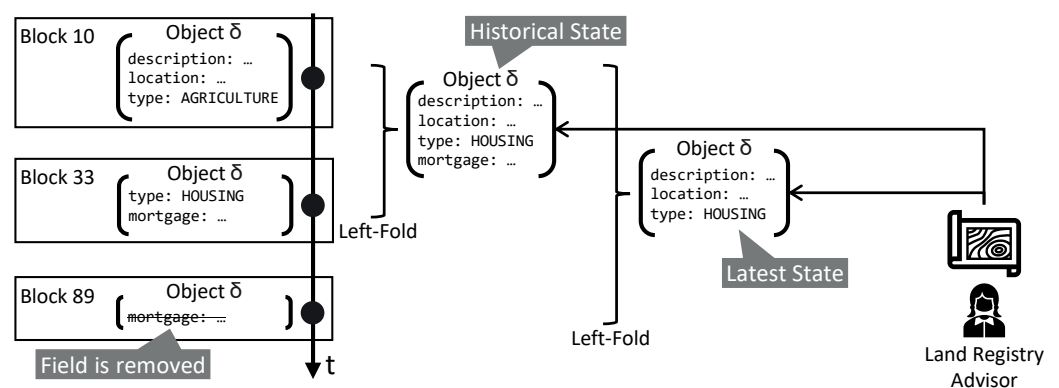 Block 10
Object δ
description: …
location: …
type: AGRICULTURE
Block 33
Object δ
type: HOUSING
mortgage: …
Block 89
Object δ
mortgage: …
Field is removed
t
Left-Fold
Historical State
Object δ
description: …
location: …
type: HOUSING
mortgage: …
Left-Fold
Object δ
description: …
location: …
type: HOUSING
Latest State
Land Registry
Advisor